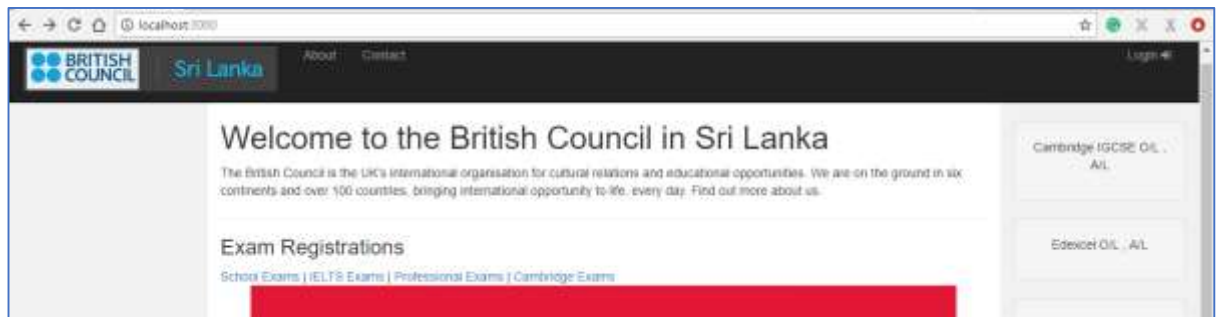 localhost:3000
BRITISH
COUNCIL
Sri Lanka
About Contact
Login
Welcome to the British Council in Sri Lanka
The British Council is the UK's international organisation for cultural relations and educational opportunities. We are on the ground in six
continents and over 100 countries, bringing international opportunity to life, every day. Find out more about us.
Exam Registrations
School Exams | IELTS Exams | Professional Exams | Cambridge Exams
Cambridge IGCSE O/L ,
A/L
Edexcel O/L , A/L